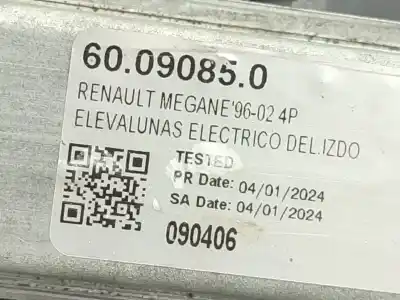 60.09085.0
RENAULT MEGANE'96-02 4P
ELEVALUNAS ELECTRICO DEL.IZDO
TESTED
PR Date: 04/01/2024
SA Date: 04/01/2024
090406